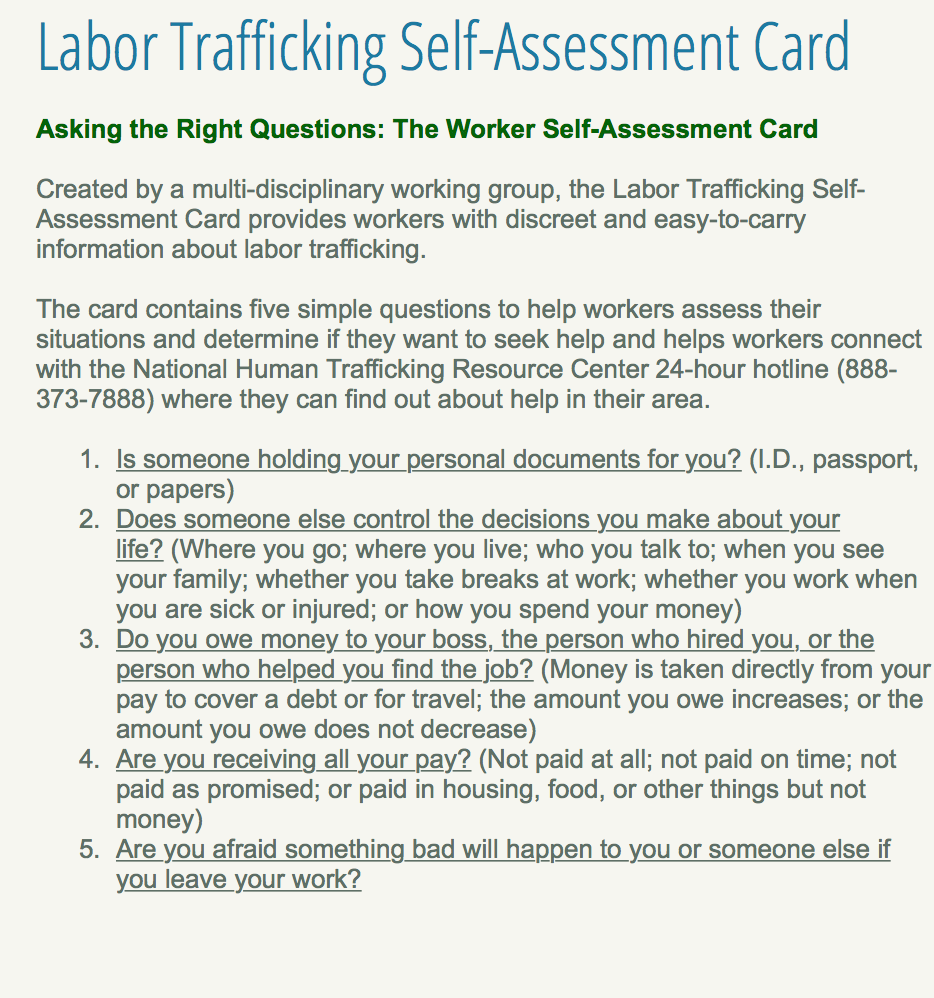 Labor Trafficking Self-Assessment Card
Asking the Right Questions: The Worker Self-Assessment Card
Created by a multi-disciplinary working group, the Labor Trafficking Self-
Assessment Card provides workers with discreet and easy-to-carry
information about labor trafficking.
The card contains five simple questions to help workers assess their
situations and determine if they want to seek help and helps workers connect
with the National Human Trafficking Resource Center 24-hour hotline (888-
373-7888) where they can find out about help in their area.
1. Is someone holding your personal documents for you? (I.D., passport,
or papers)
2. Does someone else control the decisions you make about your
life? (Where you go; where you live; who you talk to; when you see
your family; whether you take breaks at work; whether you work when
you are sick or injured; or how you spend your money)
3. Do you owe money to your boss, the person who hired you, or the
person who helped you find the job? (Money is taken directly from your
pay to cover a debt or for travel; the amount you owe increases; or the
amount you owe does not decrease)
4. Are you receiving all your pay? (Not paid at all; not paid on time; not
paid as promised; or paid in housing, food, or other things but not
money)
5. Are you afraid something bad will happen to you or someone else if
you leave your work?